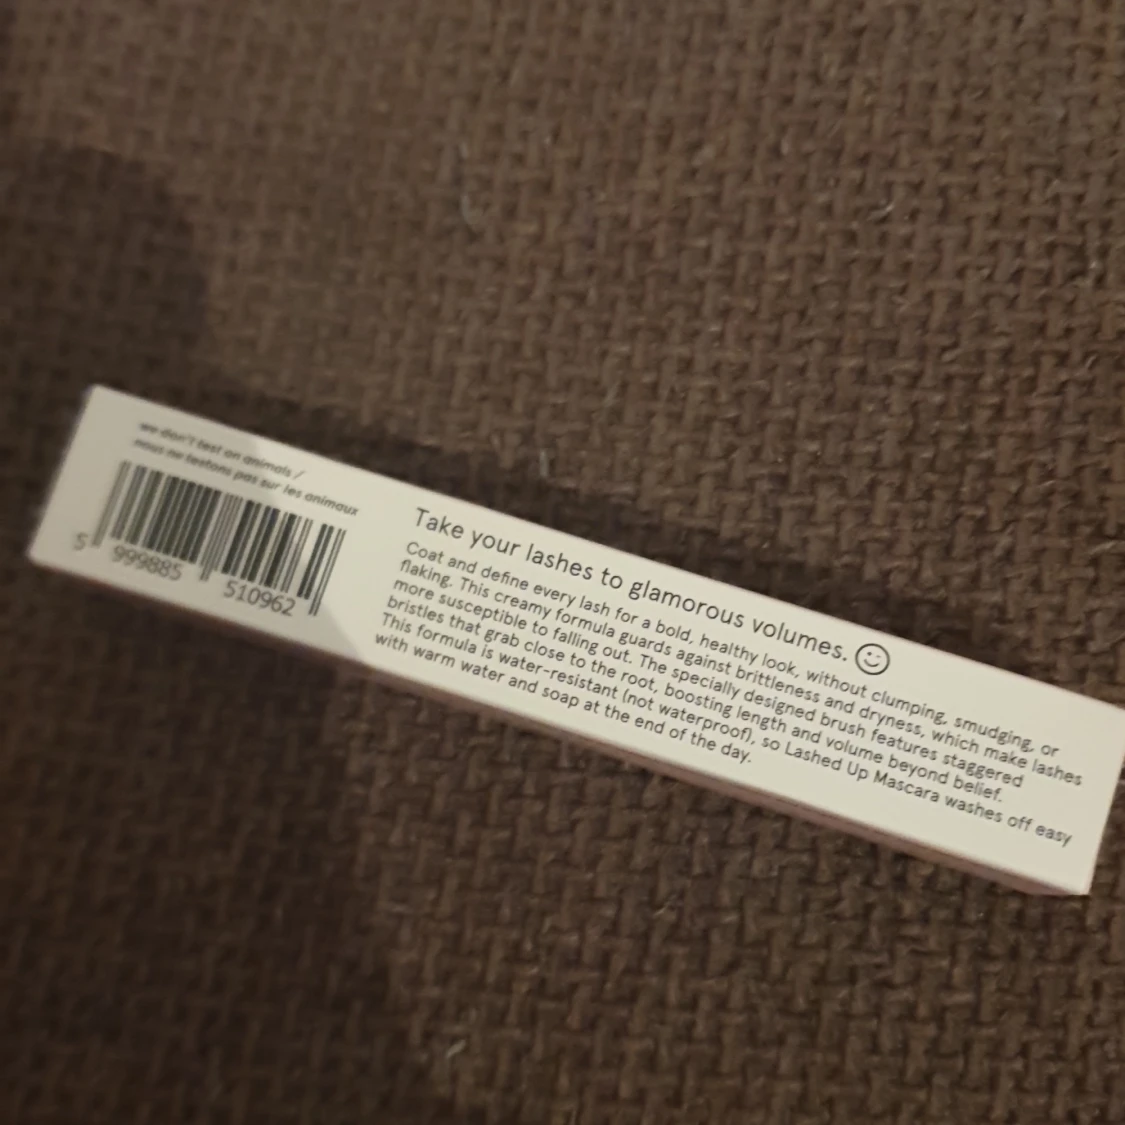 we don't test on animals /
nous ne testons pas sur les animaux
5 999885 510962
Take your lashes to glamorous volumes.
Coat and define every lash for a bold, healthy look, without clumping, smudging, or
flaking. This creamy formula guards against brittleness and dryness, which make lashes
more susceptible to falling out. The specially designed brush features staggered
bristles that grab close to the root, boosting length and volume beyond belief.
This formula is water-resistant (not waterproof), so Lashed Up Mascara washes off easy
with warm water and soap at the end of the day.